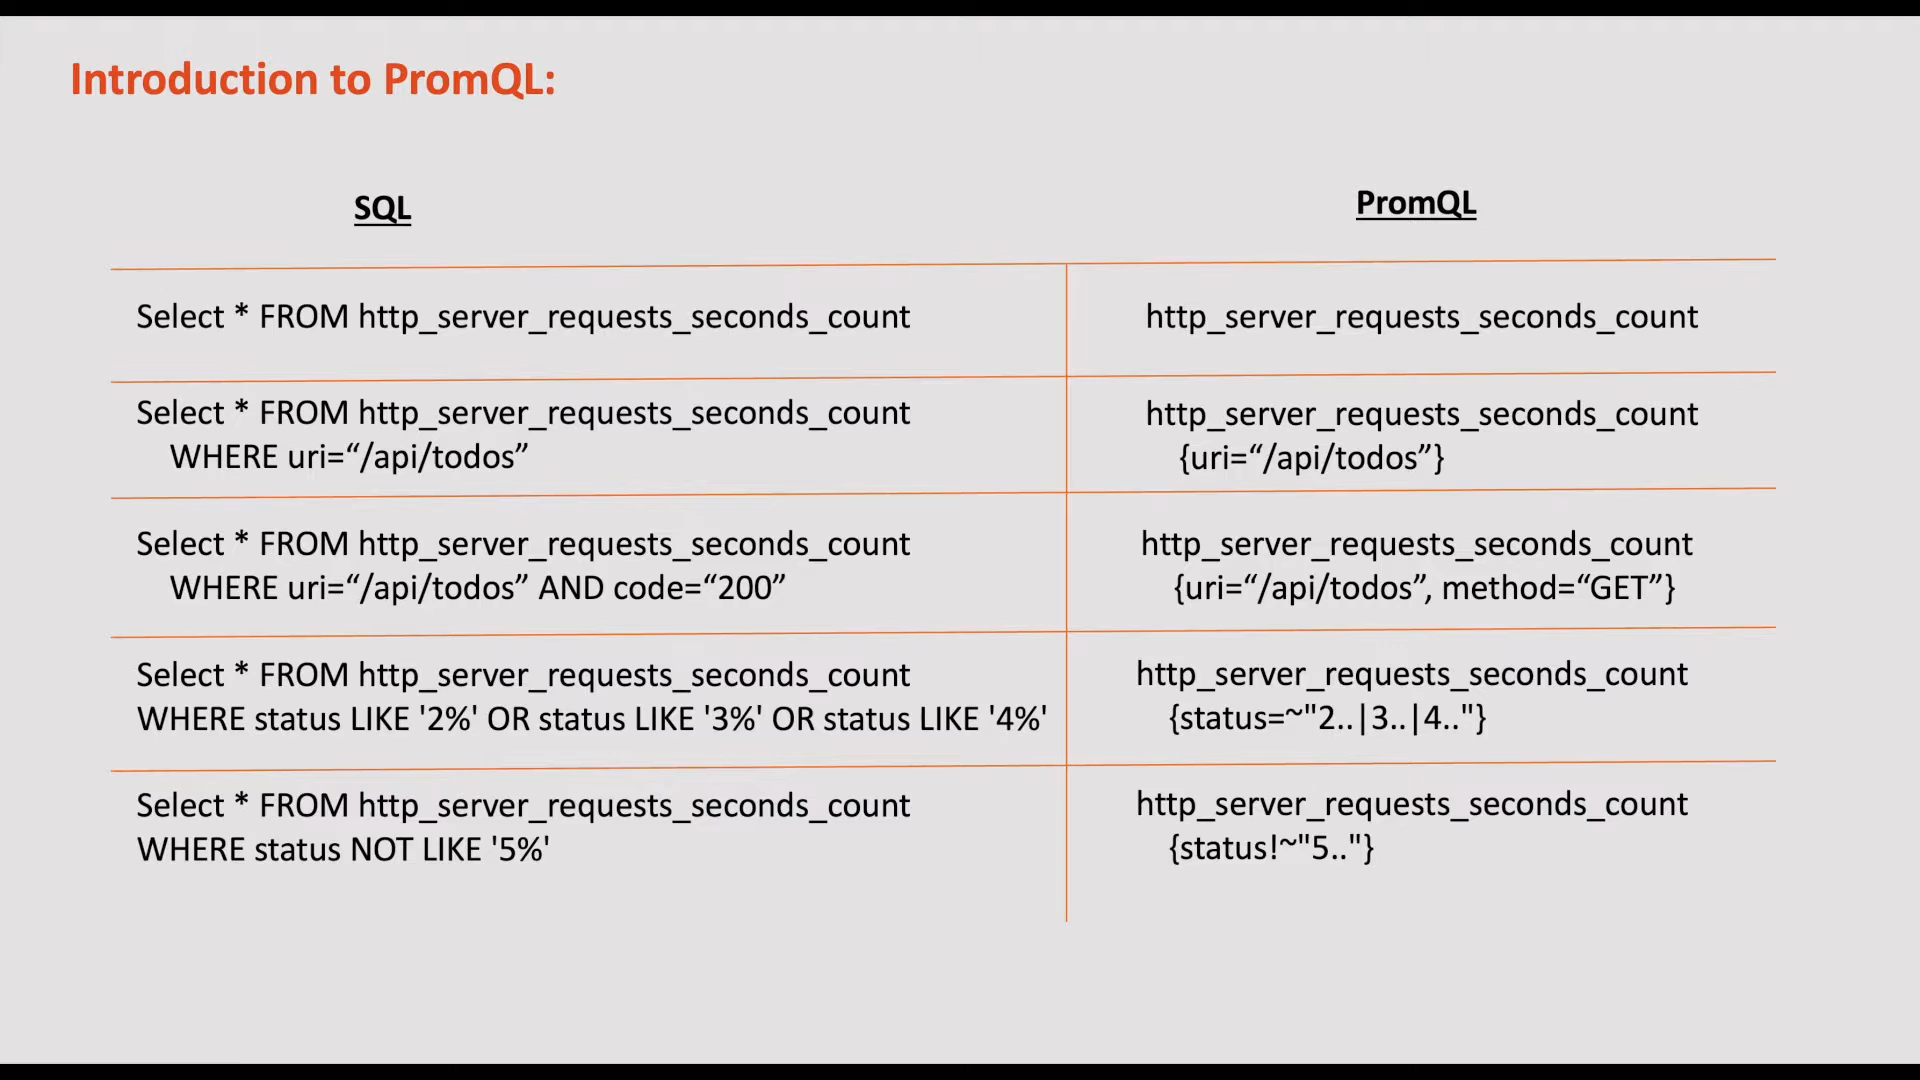 Introduction to PromQL:
SQL
PromQL
Select * FROM http_server_requests_seconds_count
http_server_requests_seconds_count
Select * FROM http_server_requests_seconds_count
WHERE uri=“/api/todos”
http_server_requests_seconds_count
{uri=“/api/todos”}
Select * FROM http_server_requests_seconds_count
WHERE uri=“/api/todos” AND code=“200”
http_server_requests_seconds_count
{uri=“/api/todos”, method=“GET”}
Select * FROM http_server_requests_seconds_count
WHERE status LIKE '2%' OR status LIKE '3%' OR status LIKE '4%'
http_server_requests_seconds_count
{status=~"2..|3..|4.."}
Select * FROM http_server_requests_seconds_count
WHERE status NOT LIKE '5%'
http_server_requests_seconds_count
{status!~"5.."}